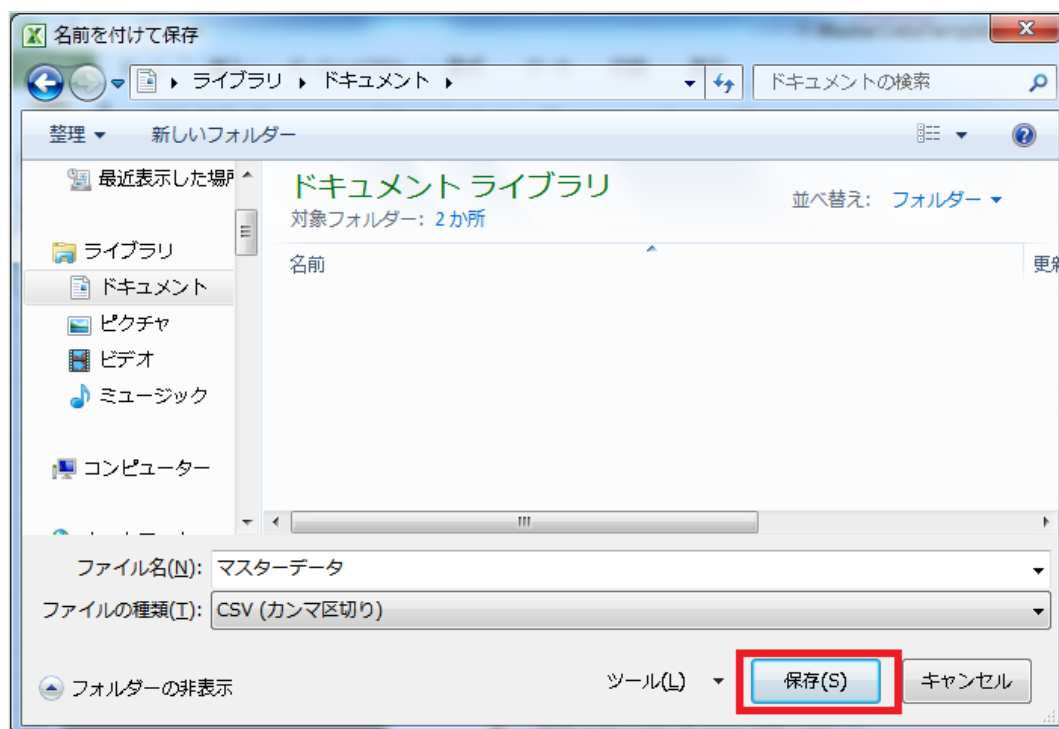 名前を付けて保存
ライブラリ ドキュメント ドキュメントの検索
整理 新しいフォルダー
最近表示した場所
ライブラリ
ドキュメント
ピクチャ
ビデオ
ミュージック
コンピューター
ドキュメント ライブラリ
対象フォルダー: 2 か所
並べ替え: フォルダー
名前
ファイル名(N): マスターデータ
ファイルの種類(T): CSV (カンマ区切り)
フォルダーの非表示
ツール(L) 保存(S) キャンセル